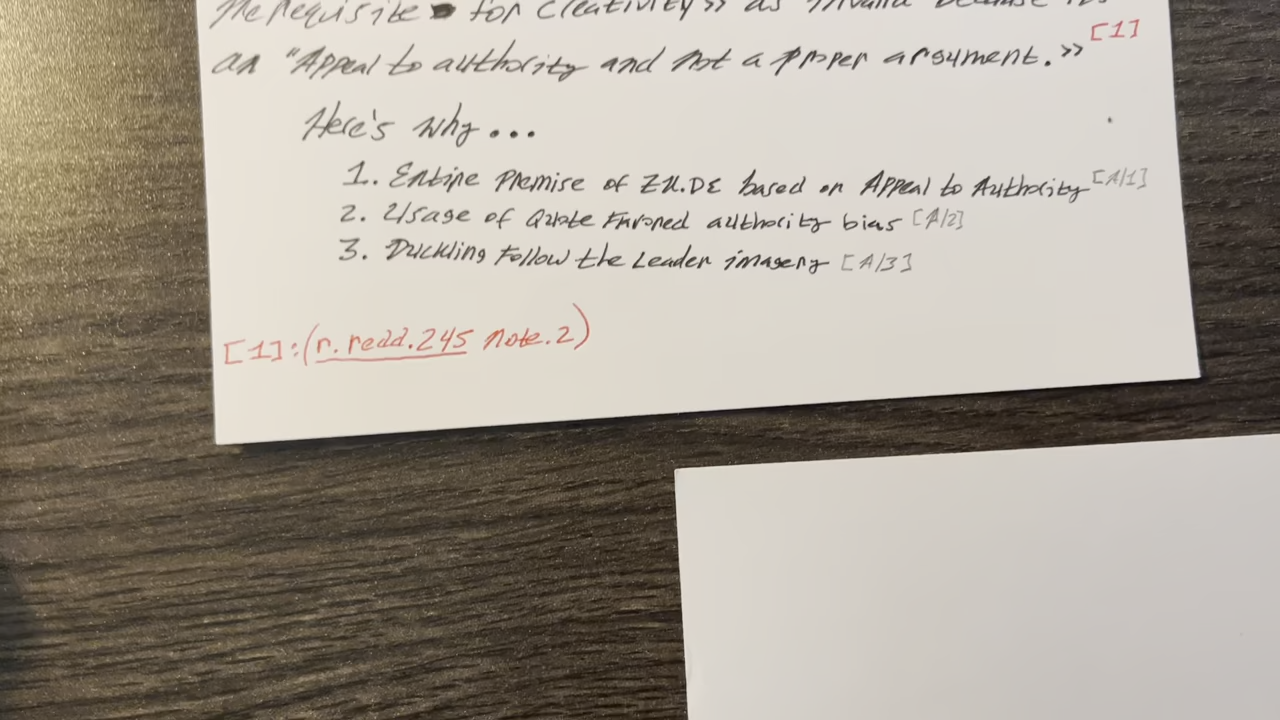 Prerequisite for creativity>> as invalid because it's
an "Appeal to authority and not a proper argument.>> [1]
Here's why...
1. Entire Premise of ZK.DE based on Appeal to Authority [A/1]
2. Usage of Quote Favored authority bias [A/2]
3. Duckling Follow the Leader imagery [A/3]
[1]:(r.redd.245 note.2)